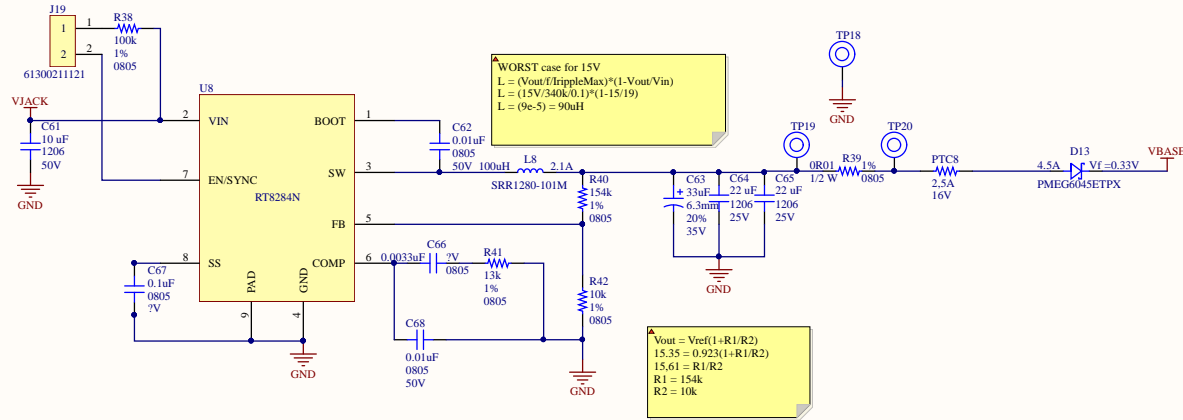 J19
1
2
1
2
61300211121
R38
100k
1%
0805
VJACK
C61
10 uF
1206
50V
GND
U8
VIN
EN/SYNC
SS
PAD
GND
BOOT
SW
FB
COMP
RT8284N
2
7
8
9
4
1
3
5
6
C67
0.1uF
0805
?V
GND
C62
0.01uF
0805
50V
100uH
L8
2.1A
SRR1280-101M
WORST case for 15V
L = (Vout/f/IrippleMax)*(1-Vout/Vin)
L = (15V/340k/0.1)*(1-15/19)
L = (9e-5) = 90uH
R40
154k
1%
0805
C66
0.0033uF
?V
0805
R41
13k
1%
0805
C68
0.01uF
0805
50V
R42
10k
1%
0805
GND
C63
33uF
6.3mm
20%
35V
C64
22 uF
1206
25V
C65
22 uF
1206
25V
GND
TP18
GND
TP19
TP20
0R01
1/2 W
R39
1%
0805
PTC8
2,5A
16V
D13
4.5A
Vf =0.33V
PMEG6045ETPX
VBASE
Vout = Vref(1+R1/R2)
15.35 = 0.923(1+R1/R2)
15,61 = R1/R2
R1 = 154k
R2 = 10k